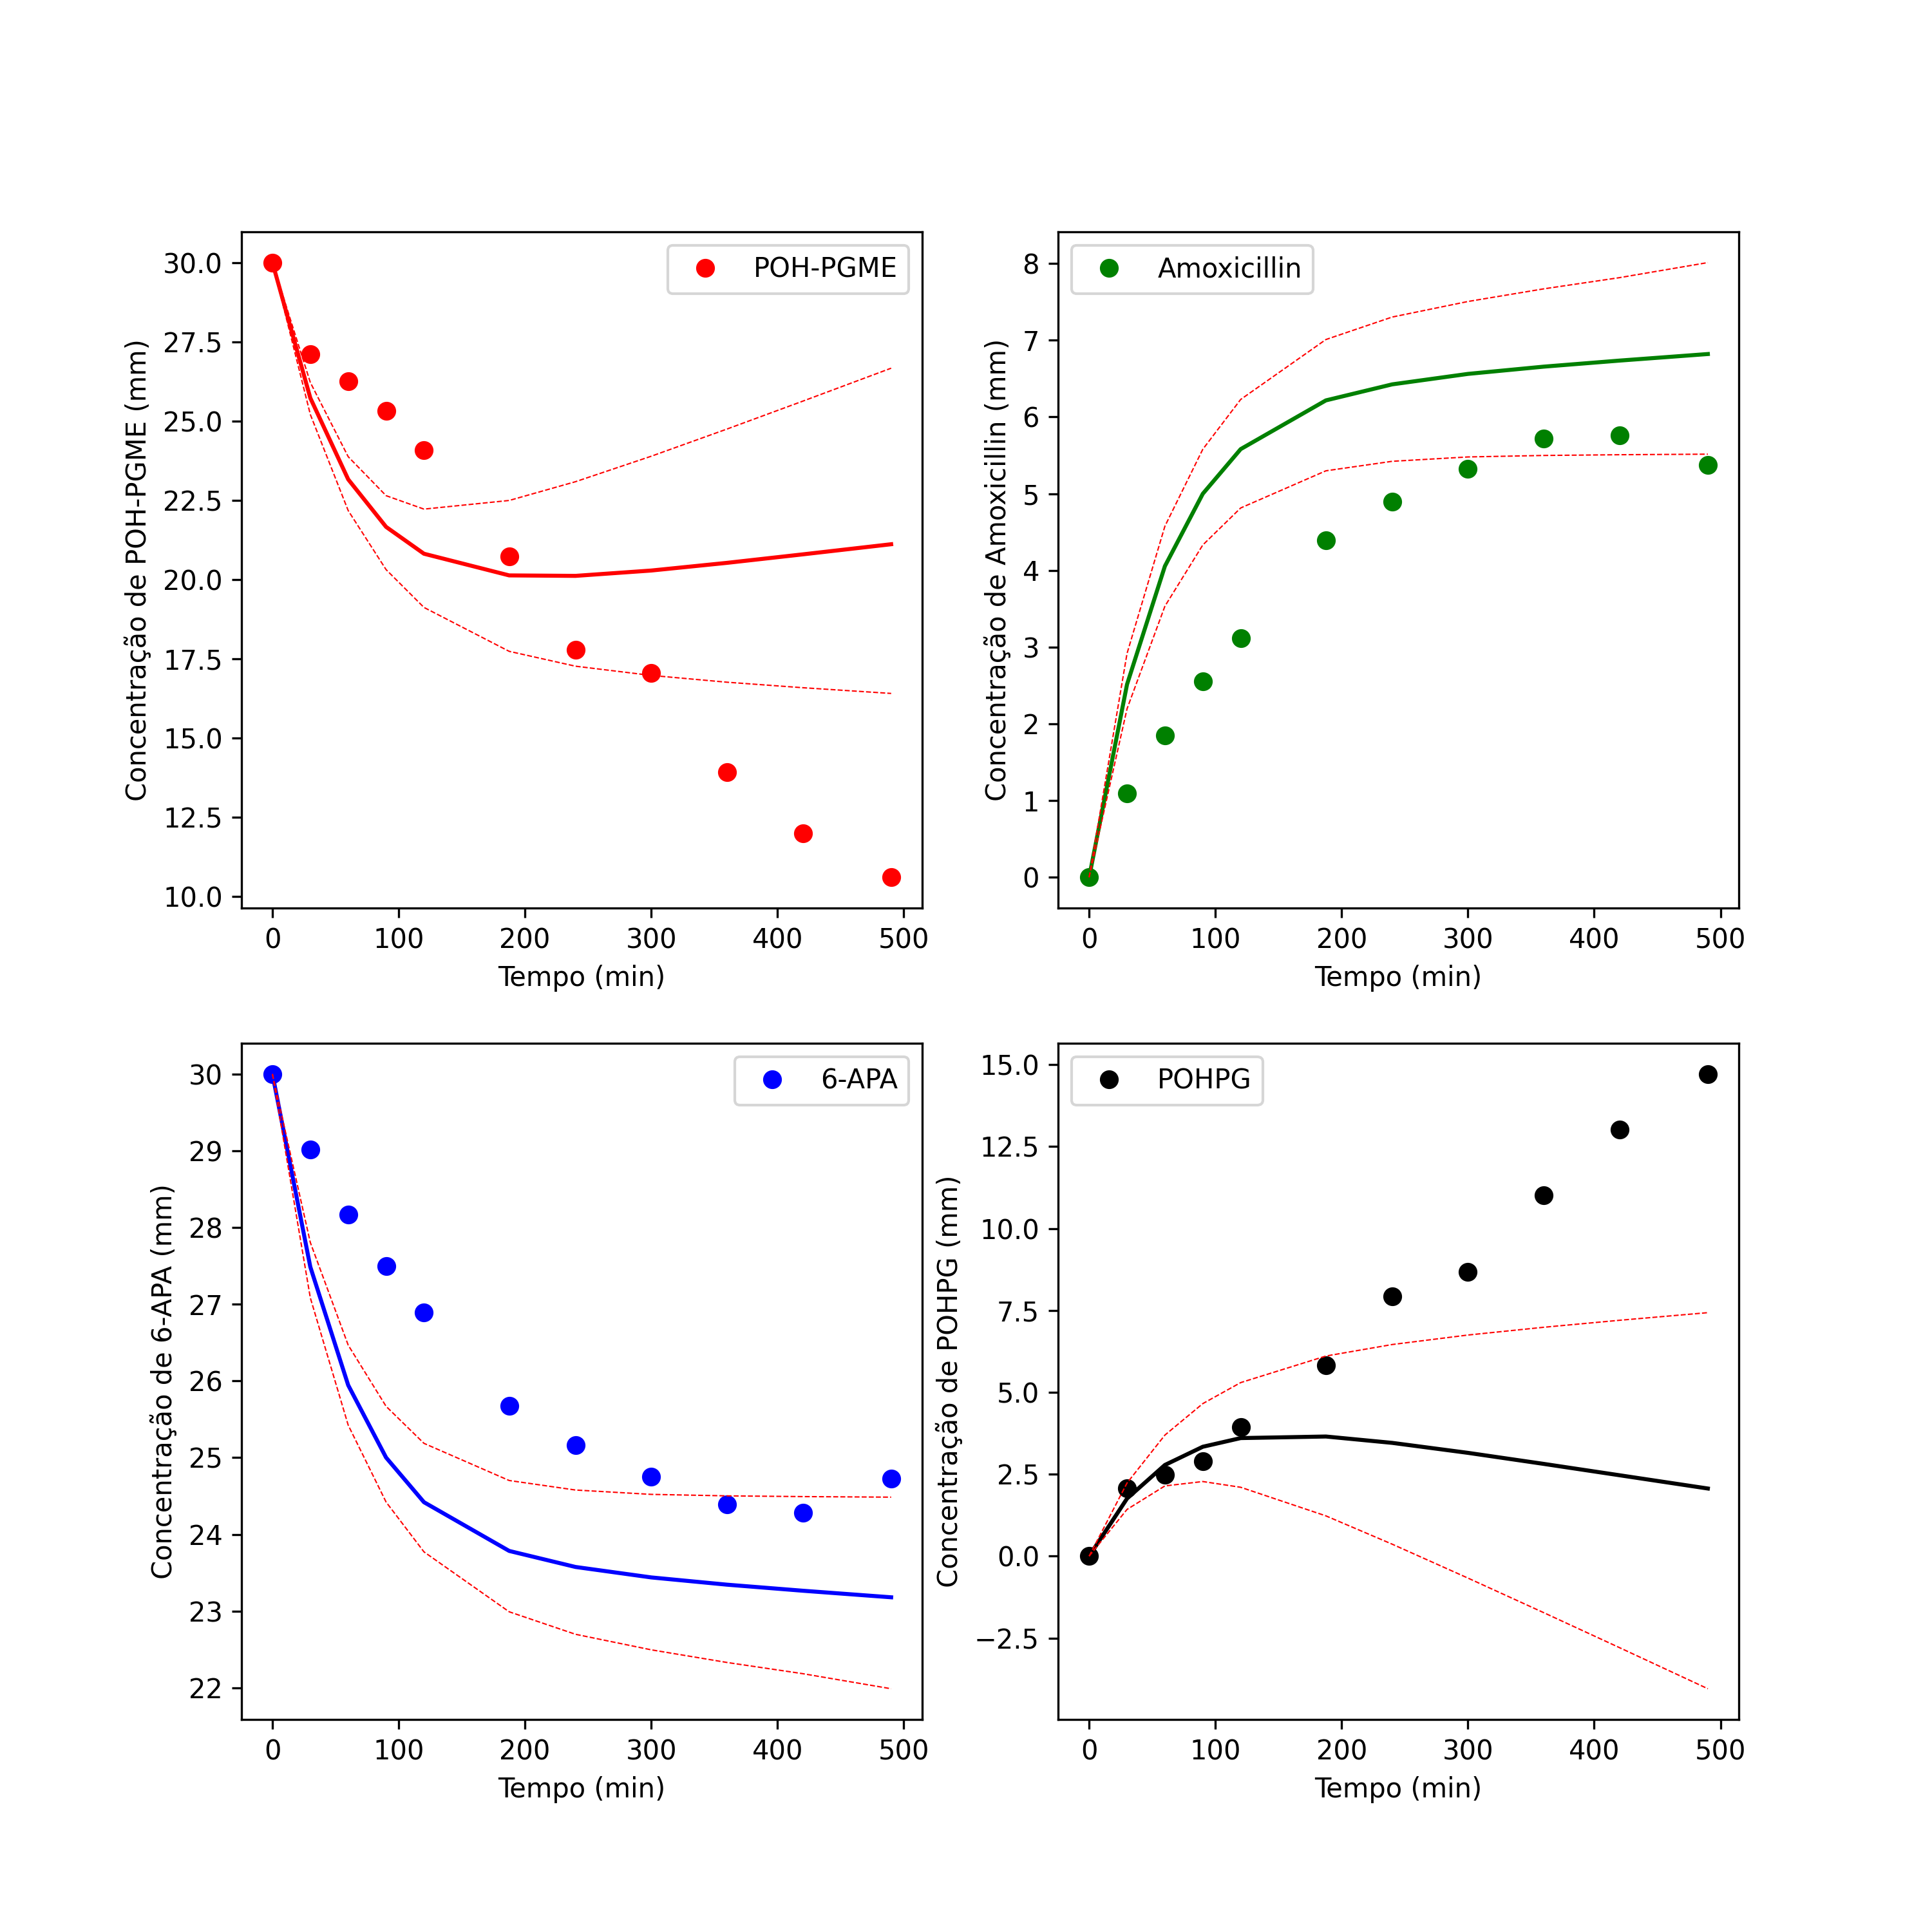 POH-PGME
30.0
27.5
25.0
22.5
20.0
17.5
15.0
12.5
10.0
Concentração de POH-PGME (mm)
0 100 200 300 400 500
Tempo (min)
Amoxicillin
8
7
6
5
4
3
2
1
0
Concentração de Amoxicillin (mm)
0 100 200 300 400 500
Tempo (min)
6-APA
30
29
28
27
26
25
24
23
22
Concentração de 6-APA (mm)
0 100 200 300 400 500
Tempo (min)
POHPG
15.0
12.5
10.0
7.5
5.0
2.5
0.0
−2.5
Concentração de POHPG (mm)
0 100 200 300 400 500
Tempo (min)